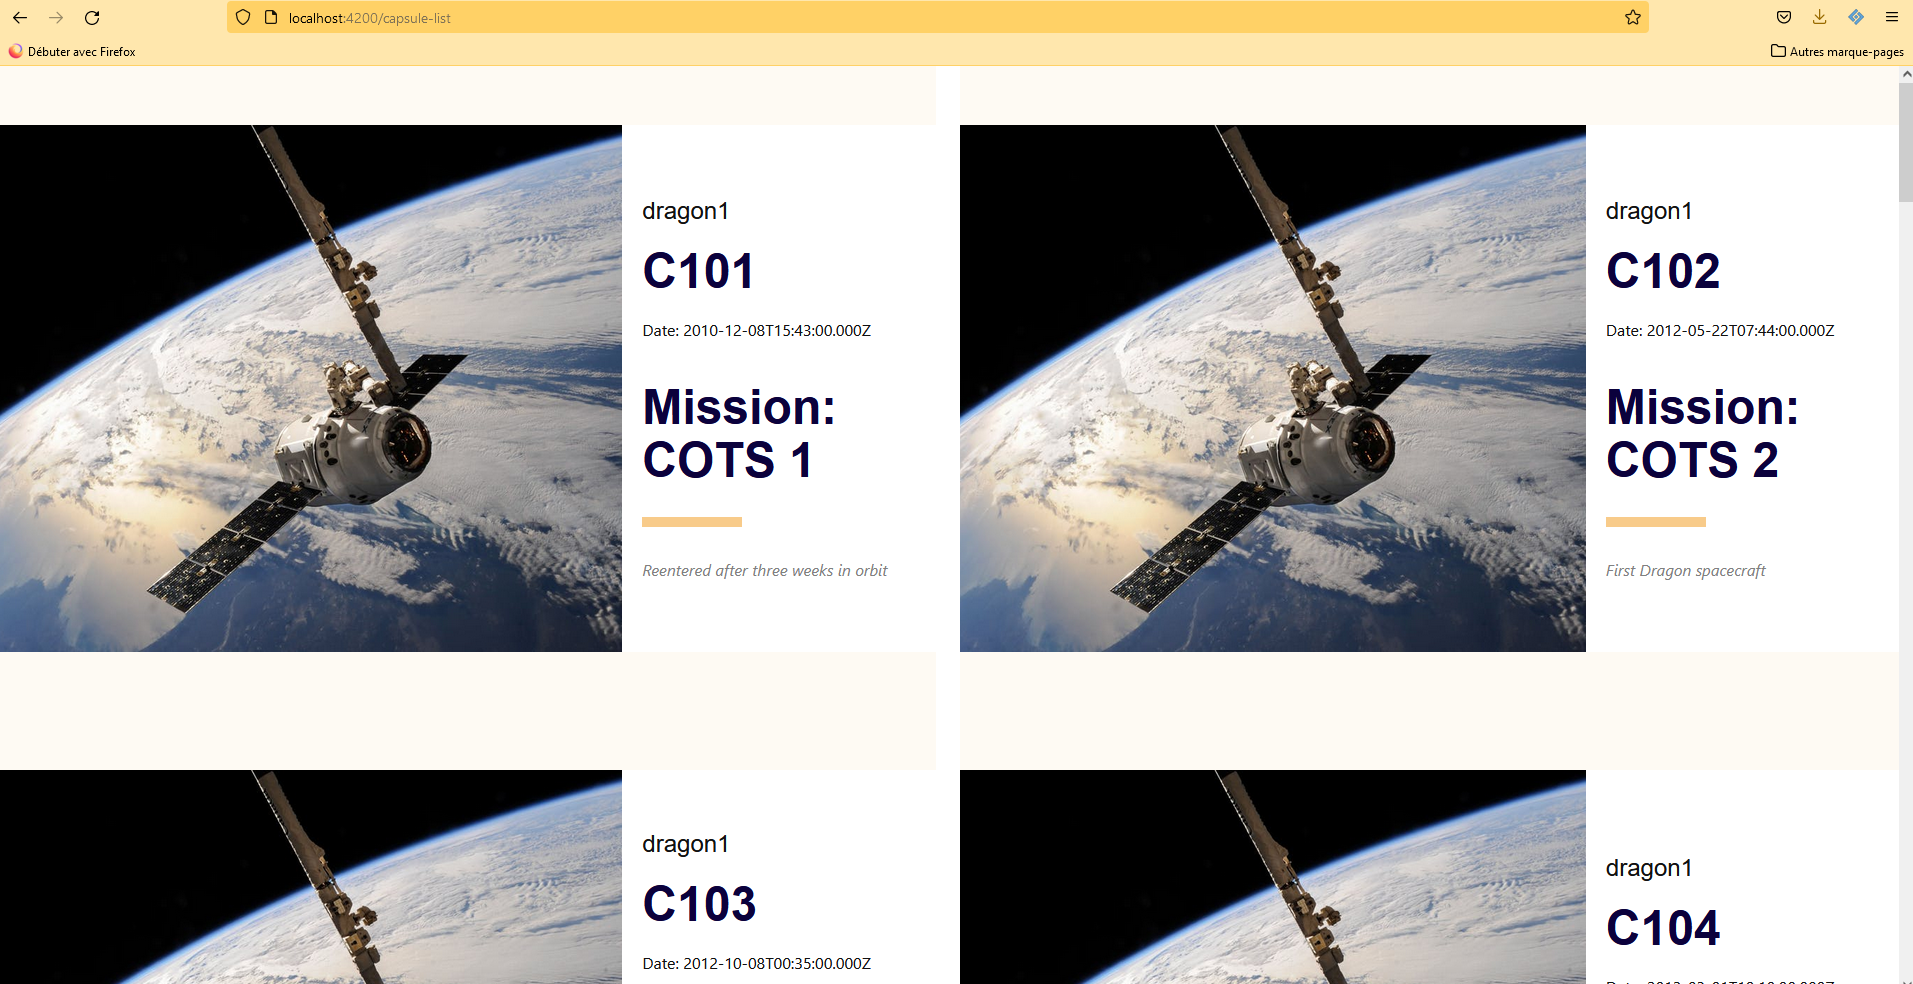 localhost:4200/capsule-list
Débuter avec Firefox
Autres marque-pages
dragon1
C101
Date: 2010-12-08T15:43:00.000Z
Mission:
COTS 1
Reentered after three weeks in orbit
dragon1
C102
Date: 2012-05-22T07:44:00.000Z
Mission:
COTS 2
First Dragon spacecraft
dragon1
C103
Date: 2012-10-08T00:35:00.000Z
dragon1
C104